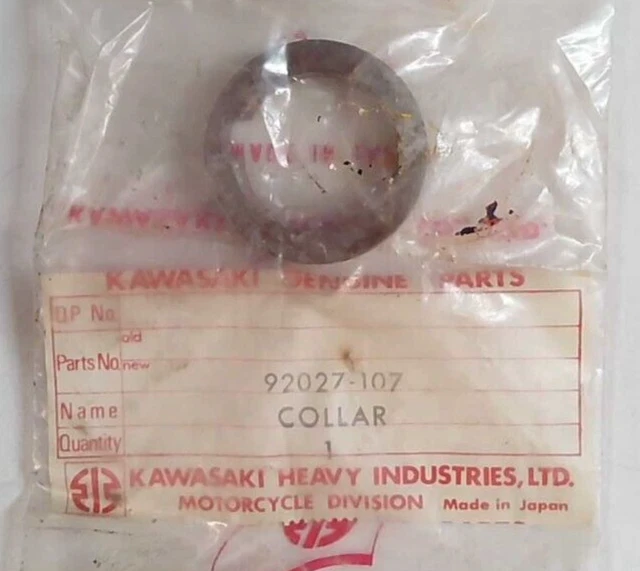 KAWASAKI GENUINE PARTS
D.P No.
old
Parts No. new
92027-107
Name COLLAR
Quantity 1
KAWASAKI HEAVY INDUSTRIES, LTD.
MOTORCYCLE DIVISION Made in Japan